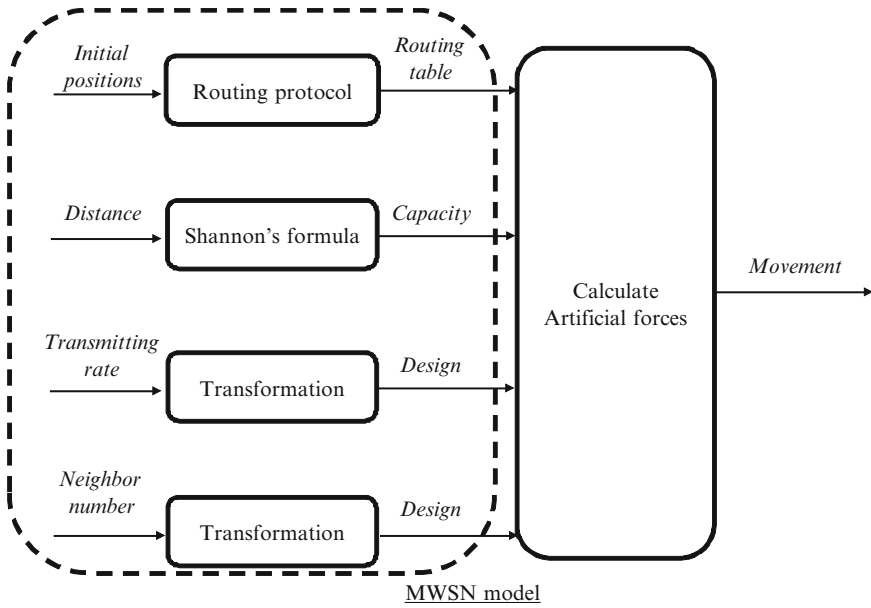 Initial
positions
Routing protocol
Routing
table
Distance
Shannon's formula
Capacity
Transmitting
rate
Transformation
Design
Neighbor
number
Transformation
Design
Calculate
Artificial forces
Movement
MWSN model